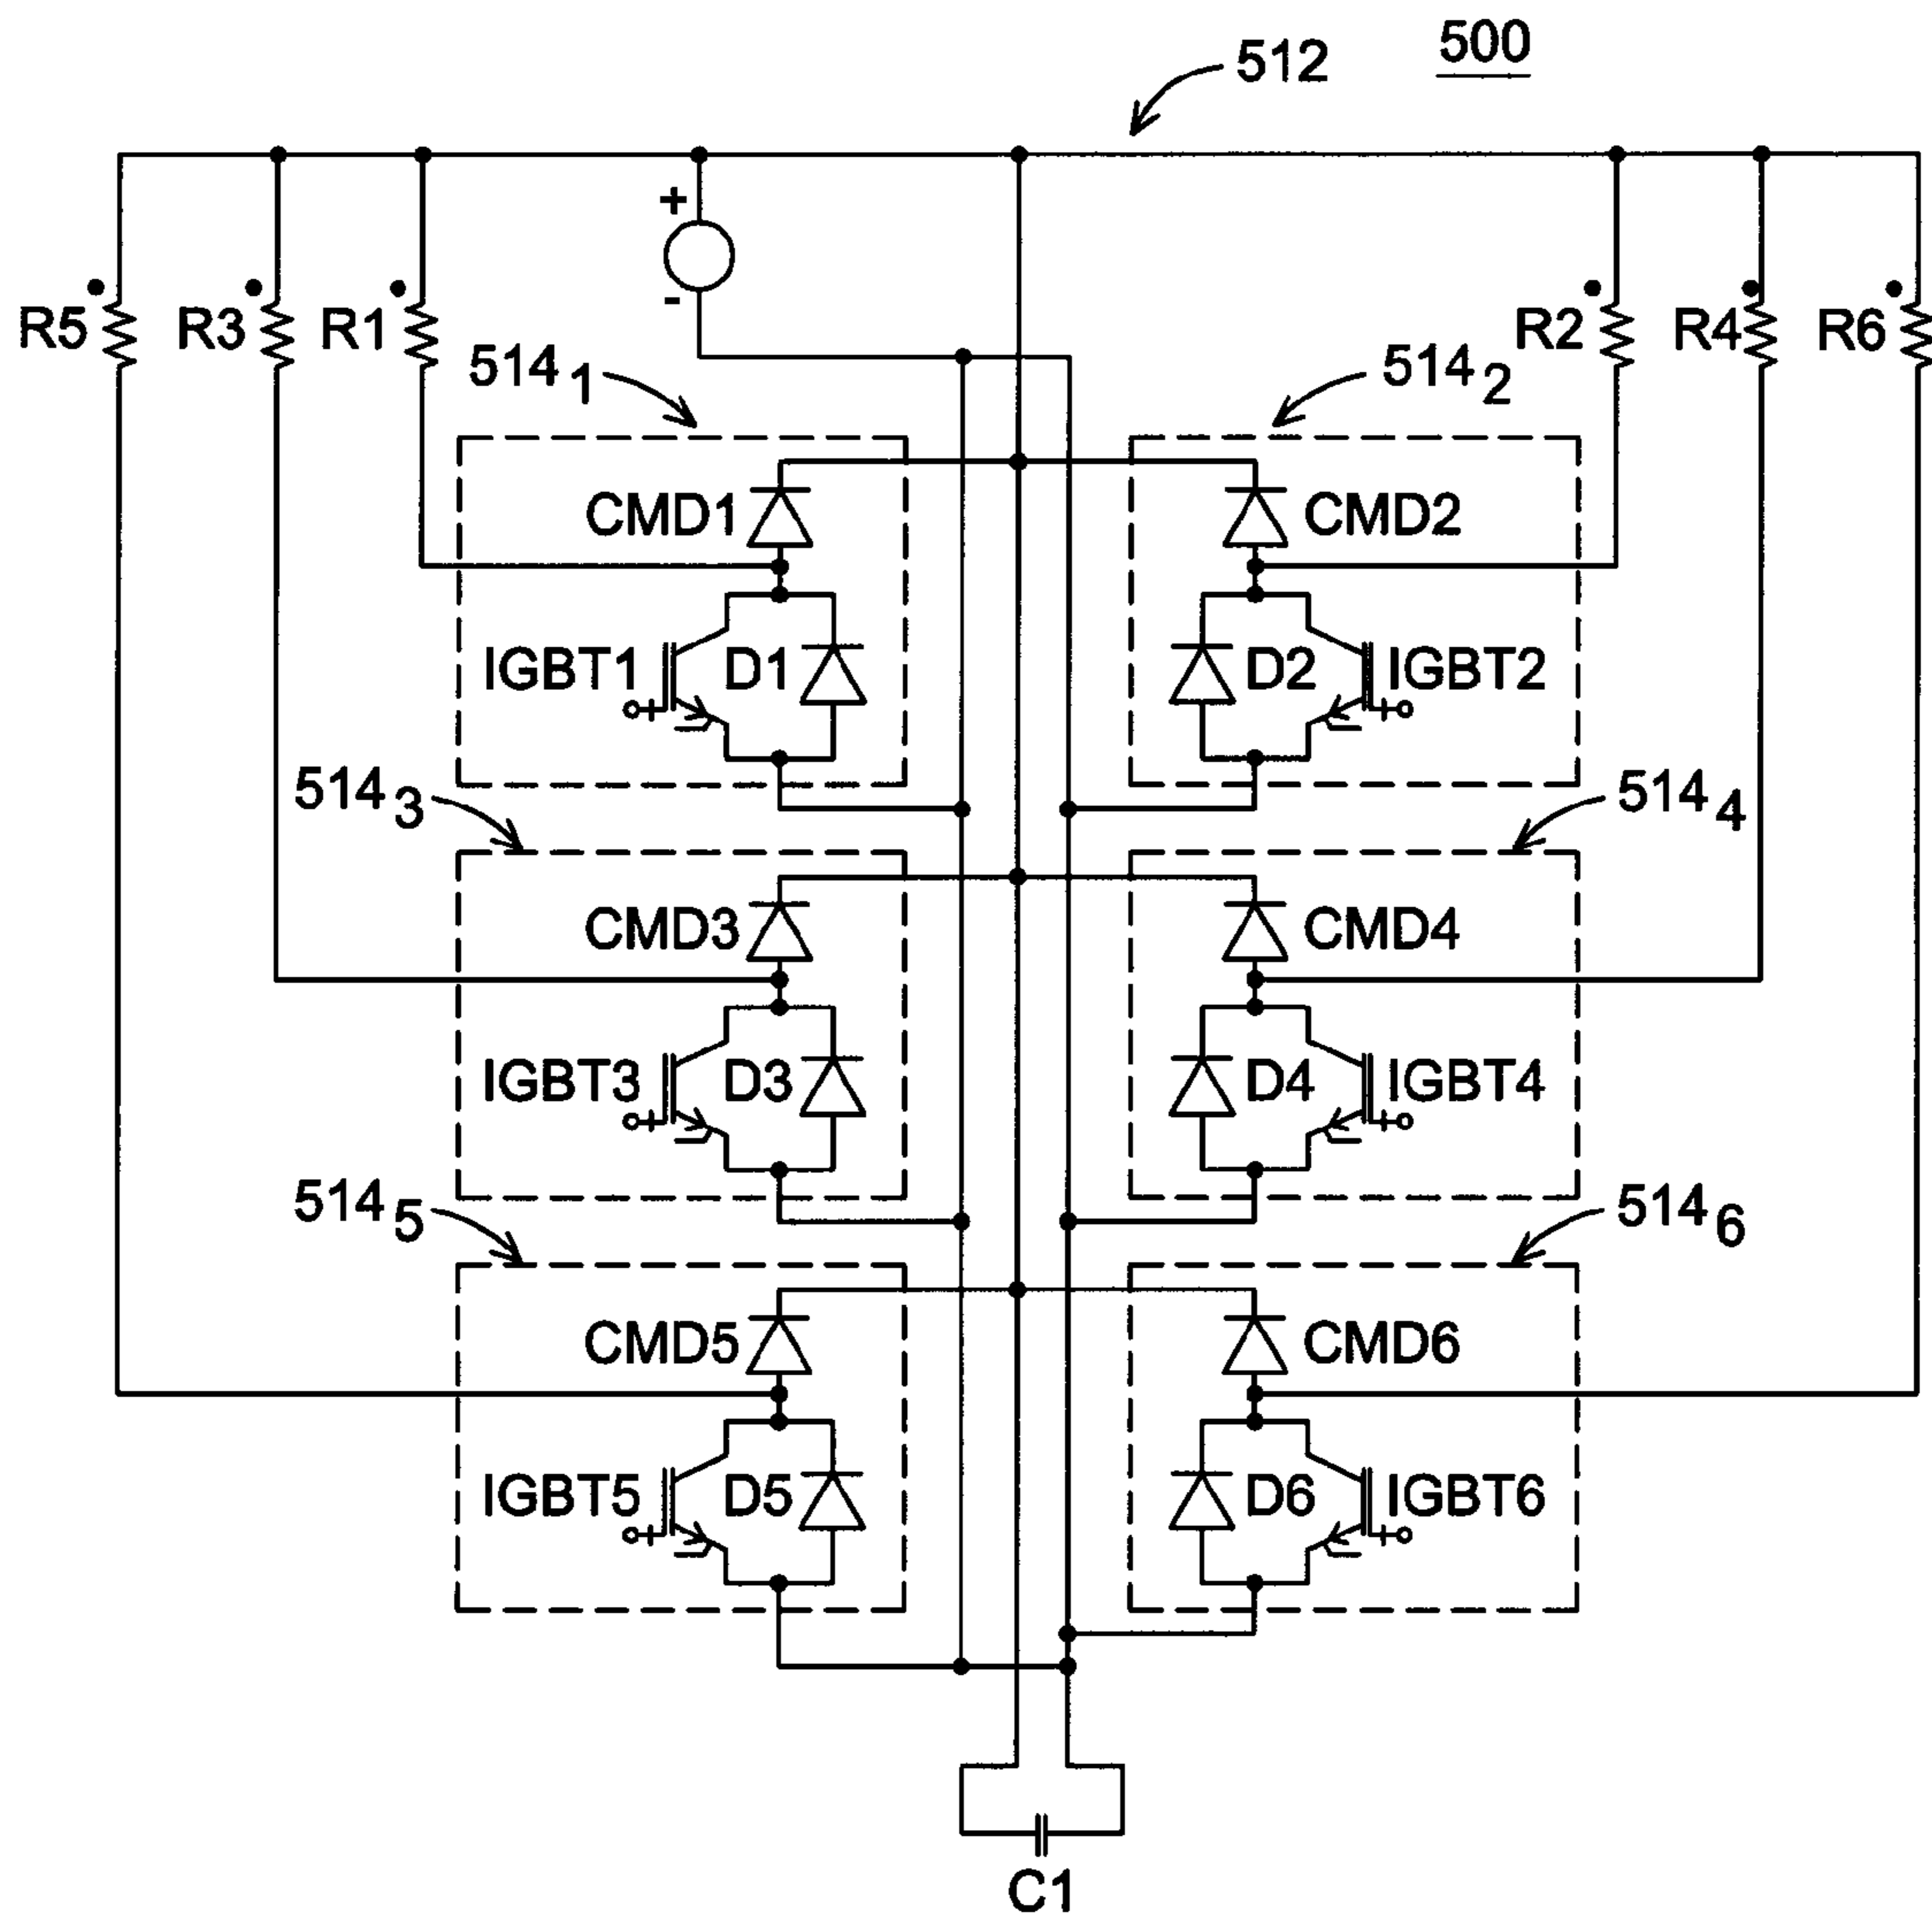 500
512
+
-
R5
R3
R1
R2
R4
R6
514 1
514 2
CMD1
CMD2
IGBT1
D1
D2
IGBT2
514 3
514 4
CMD3
CMD4
IGBT3
D3
D4
IGBT4
514 5
514 6
CMD5
CMD6
IGBT5
D5
D6
IGBT6
C1